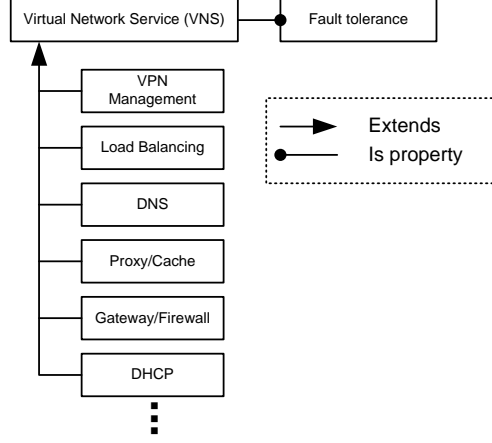 Virtual Network Service (VNS)
Fault tolerance
VPN
Management
Load Balancing
DNS
Proxy/Cache
Gateway/Firewall
DHCP
Extends
Is property